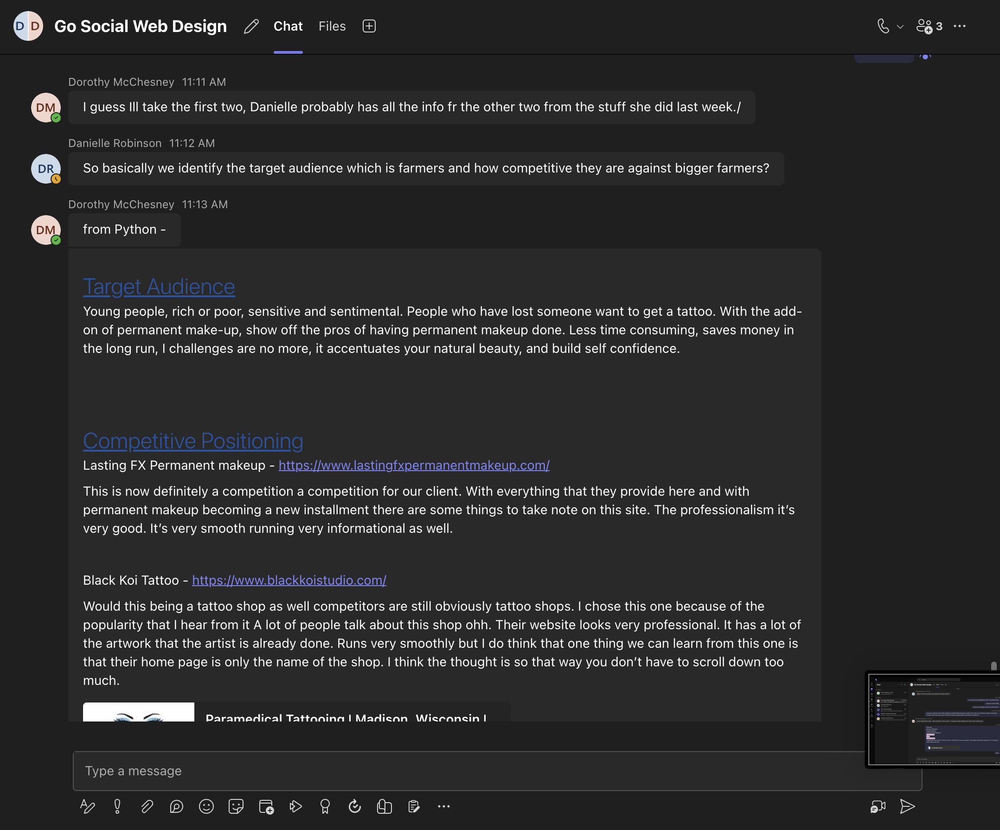 D D Go Social Web Design Chat Files 3
Dorothy McChesney 11:11 AM
DM I guess Ill take the first two, Danielle probably has all the info fr the other two from the stuff she did last week./
Danielle Robinson 11:12 AM
DR So basically we identify the target audience which is farmers and how competitive they are against bigger farmers?
Dorothy McChesney 11:13 AM
DM from Python -
Target Audience
Young people, rich or poor, sensitive and sentimental. People who have lost someone want to get a tattoo. With the add-
on of permanent make-up, show off the pros of having permanent makeup done. Less time consuming, saves money in
the long run, I challenges are no more, it accentuates your natural beauty, and build self confidence.
Competitive Positioning
Lasting FX Permanent makeup - https://www.lastingfxpermanentmakeup.com/
This is now definitely a competition a competition for our client. With everything that they provide here and with
permanent makeup becoming a new installment there are some things to take note on this site. The professionalism it’s
very good. It’s very smooth running very informational as well.
Black Koi Tattoo - https://www.blackkoistudio.com/
Would this being a tattoo shop as well competitors are still obviously tattoo shops. I chose this one because of the
popularity that I hear from it A lot of people talk about this shop ohh. Their website looks very professional. It has a lot of
the artwork that the artist is already done. Runs very smoothly but I do think that one thing we can learn from this one is
that their home page is only the name of the shop. I think the thought is so that way you don’t have to scroll down too
much.
Paramedical Tattooing | Madison, Wisconsin |
Type a message